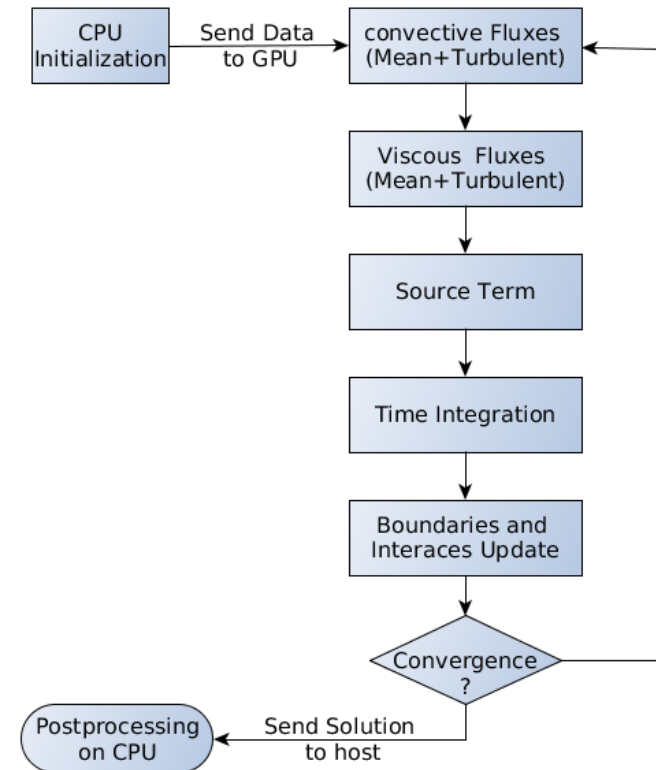 CPU
Initialization
Send Data
to GPU
convective Fluxes
(Mean+Turbulent)
Viscous Fluxes
(Mean+Turbulent)
Source Term
Time Integration
Boundaries and
Interaces Update
Convergence
?
Send Solution
to host
Postprocessing
on CPU